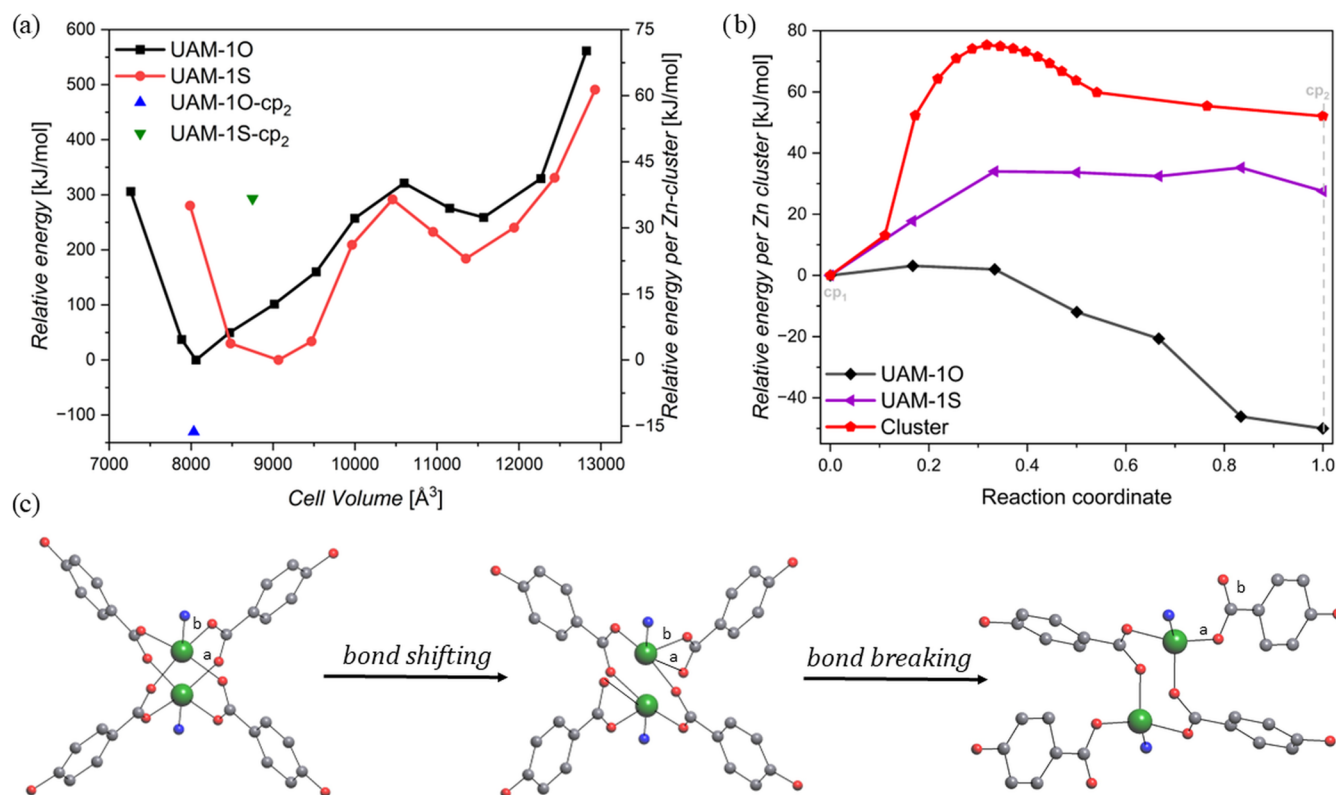 (a)
600
500
400
300
200
100
0
−100
Relative energy [kJ/mol]
UAM-1O
UAM-1S
UAM-1O-cp₂
UAM-1S-cp₂
75
60
45
30
15
0
−15
Relative energy per Zn-cluster [kJ/mol]
7000 8000 9000 10000 11000 12000 13000
Cell Volume [Å³]
(b)
80
60
40
20
0
−20
−40
Relative energy per Zn cluster [kJ/mol]
cp₁
cp₂
UAM-1O
UAM-1S
Cluster
0.0 0.2 0.4 0.6 0.8 1.0
Reaction coordinate
(c)
b
a
bond shifting
b
a
bond breaking
b
a